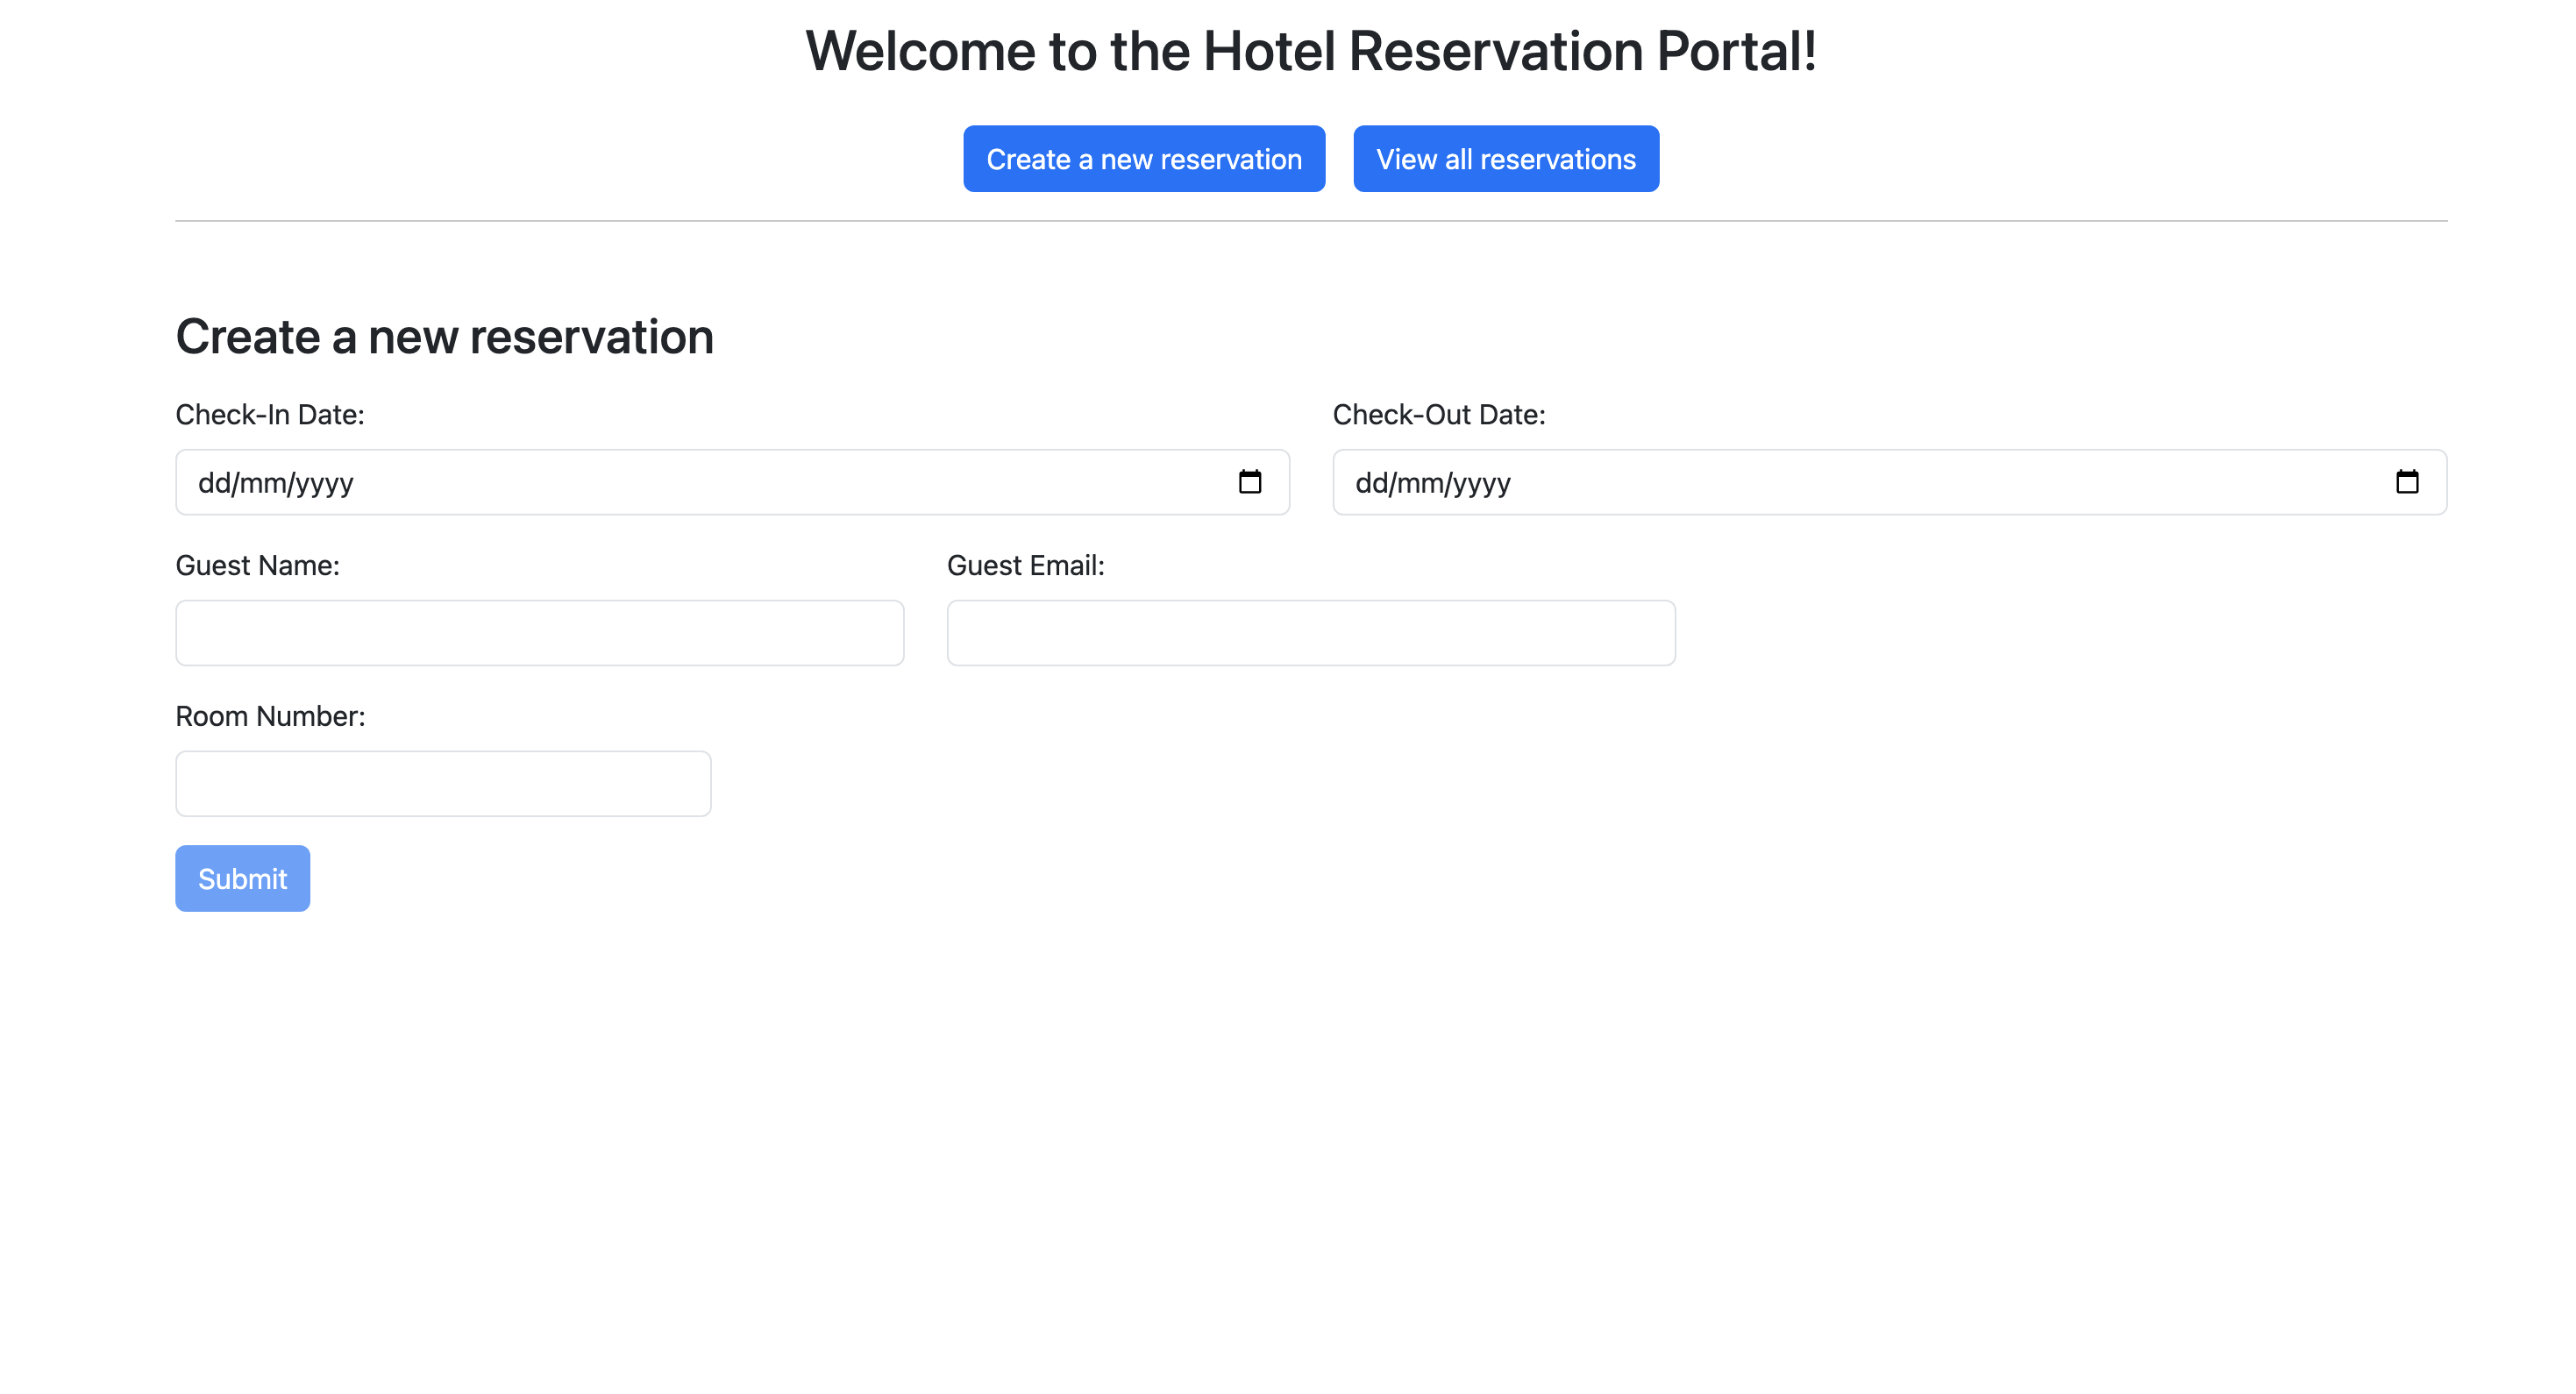 Welcome to the Hotel Reservation Portal!
Create a new reservation View all reservations
Create a new reservation
Check-In Date: Check-Out Date:
dd/mm/yyyy dd/mm/yyyy
Guest Name: Guest Email:
Room Number:
Submit